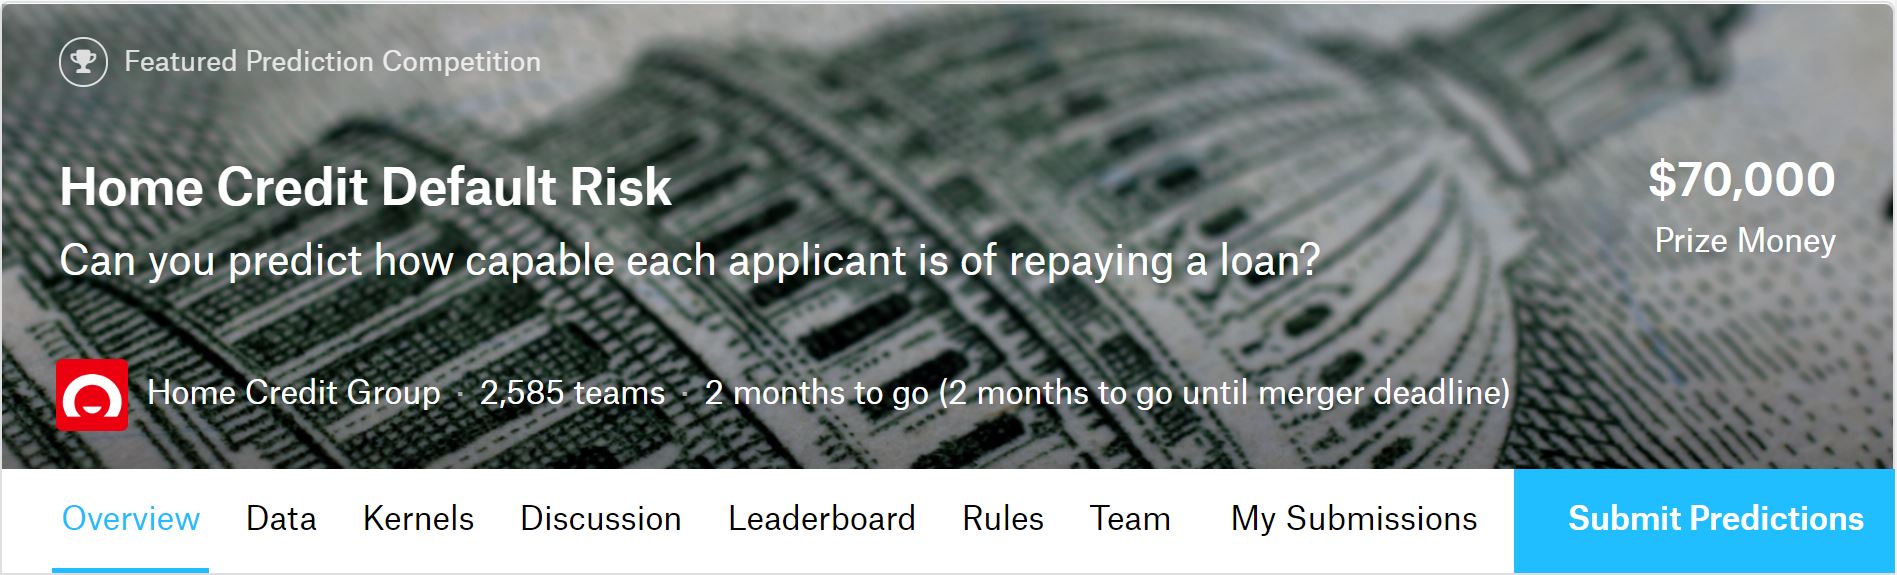 Featured Prediction Competition
Home Credit Default Risk
$70,000
Can you predict how capable each applicant is of repaying a loan?
Prize Money
Home Credit Group · 2,585 teams · 2 months to go (2 months to go until merger deadline)
Overview Data Kernels Discussion Leaderboard Rules Team My Submissions Submit Predictions